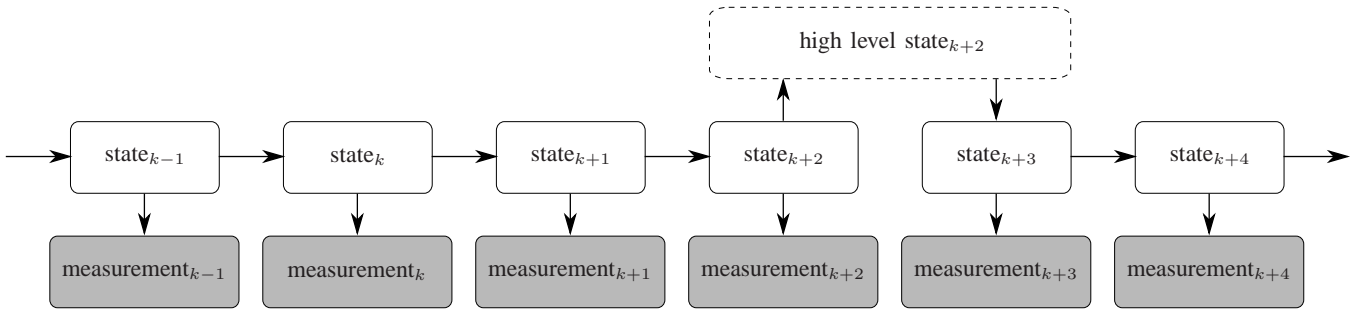 high level state_{k+2}
state_{k−1} state_k state_{k+1} state_{k+2} state_{k+3} state_{k+4}
measurement_{k−1} measurement_k measurement_{k+1} measurement_{k+2} measurement_{k+3} measurement_{k+4}